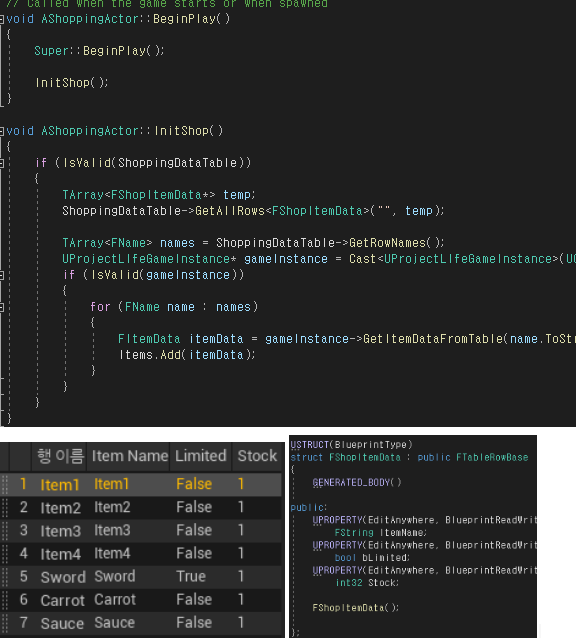 // Called when the game starts or when spawned
void AShoppingActor::BeginPlay()
{
Super::BeginPlay();
InitShop();
}
void AShoppingActor::InitShop()
{
if (IsValid(ShoppingDataTable))
{
TArray<FShopItemData*> temp;
ShoppingDataTable->GetAllRows<FShopItemData>("", temp);
TArray<FName> names = ShoppingDataTable->GetRowNames();
UProjectLIfeGameInstance* gameInstance = Cast<UProjectLIfeGameInstance>(UG
if (IsValid(gameInstance))
{
for (FName name : names)
{
FItemData itemData = gameInstance->GetItemDataFromTable(name.ToStr
Items.Add(itemData);
}
}
}
}
행 이름 Item Name Limited Stock
1 Item1 Item1 False 1
2 Item2 Item2 False 1
3 Item3 Item3 False 1
4 Item4 Item4 False 1
5 Sword Sword True 1
6 Carrot Carrot False 1
7 Sauce Sauce False 1
USTRUCT(BlueprintType)
struct FShopItemData : public FTableRowBase
{
GENERATED_BODY()
public:
UPROPERTY(EditAnywhere, BlueprintReadWrit
FString ItemName;
UPROPERTY(EditAnywhere, BlueprintReadWrit
bool bLimited;
UPROPERTY(EditAnywhere, BlueprintReadWrit
int32 Stock;
FShopItemData();
};